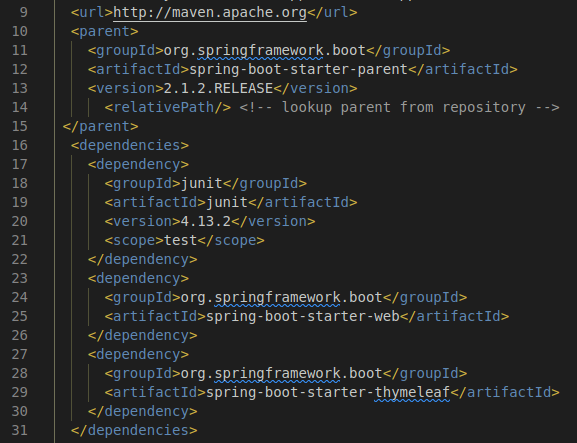 9 <url>http://maven.apache.org</url>
10 <parent>
11 <groupId>org.springframework.boot</groupId>
12 <artifactId>spring-boot-starter-parent</artifactId>
13 <version>2.1.2.RELEASE</version>
14 <relativePath/> <!-- lookup parent from repository -->
15 </parent>
16 <dependencies>
17 <dependency>
18 <groupId>junit</groupId>
19 <artifactId>junit</artifactId>
20 <version>4.13.2</version>
21 <scope>test</scope>
22 </dependency>
23 <dependency>
24 <groupId>org.springframework.boot</groupId>
25 <artifactId>spring-boot-starter-web</artifactId>
26 </dependency>
27 <dependency>
28 <groupId>org.springframework.boot</groupId>
29 <artifactId>spring-boot-starter-thymeleaf</artifactId>
30 </dependency>
31 </dependencies>